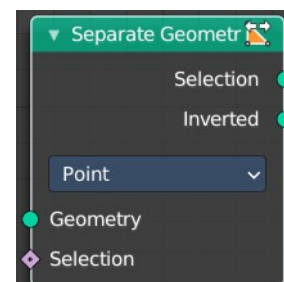 Separate Geometr
Selection
Inverted
Point
Geometry
Selection